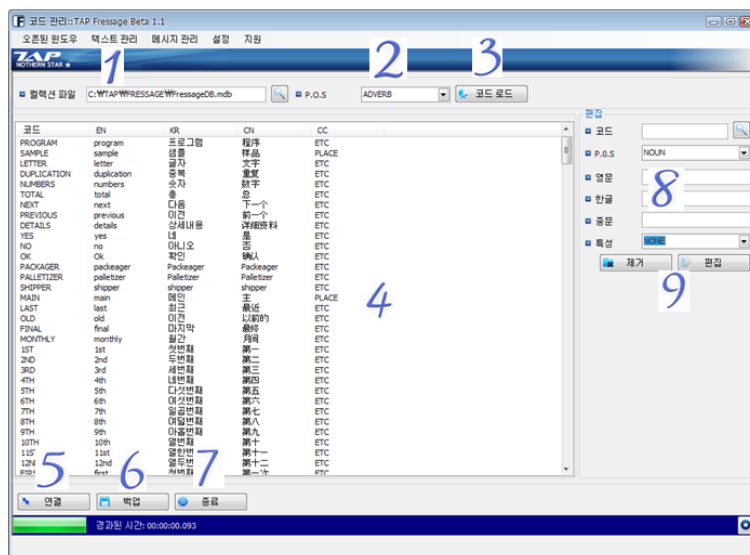 코드 관리::TAP Fressage Beta 1.1
오픈된 윈도우 텍스트 관리 메시지 관리 설정 지원
TAP
NOTHERN STAR ★
1 2 3
컬렉션 파일 C:₩TAP₩FRESSAGE₩FressageDB.mdb P.O.S ADVERB 코드 로드
코드 EN KR CN CC
PROGRAM program 프로그램 程序 ETC
SAMPLE sample 샘플 样品 PLACE
LETTER letter 글자 文字 ETC
DUPLICATION duplication 중복 重复 ETC
NUMBERS numbers 숫자 数字 ETC
TOTAL total 총 总 ETC
NEXT next 다음 下一个 ETC
PREVIOUS previous 이전 前一个 ETC
DETAILS details 상세내용 详细资料 ETC
YES yes 네 是 ETC
NO no 아니오 否 ETC
OK Ok 확인 确认 ETC
PACKAGER packeager Packeager Packeager ETC
PALLETIZER palletizer Palletizer Palletizer ETC
SHIPPER shipper shipper shipper ETC
MAIN main 메인 主 PLACE
LAST last 최근 最近 ETC
OLD old 이전 以前的 ETC
FINAL final 마지막 最终 ETC
MONTHLY monthly 월간 月间 ETC
1ST 1st 첫번째 第一 ETC
2ND 2nd 두번째 第二 ETC
3RD 3rd 세번째 第三 ETC
4TH 4th 네번째 第四 ETC
5TH 5th 다섯번째 第五 ETC
6TH 6th 여섯번째 第六 ETC
7TH 7th 일곱번째 第七 ETC
8TH 8th 여덟번째 第八 ETC
9TH 9th 아홉번째 第九 ETC
10TH 10th 열번째 第十 ETC
11ST 11st 열한번 第十一 ETC
12N 12nd 열두번 第十二 ETC
first 첫번째 第一次 ETC
4
편집
코드
P.O.S NOUN
영문
한글
중문
특성 NONE
8
제거 편집
9
5 6 7
연결 백업 종료
경과된 시간: 00:00:00.093